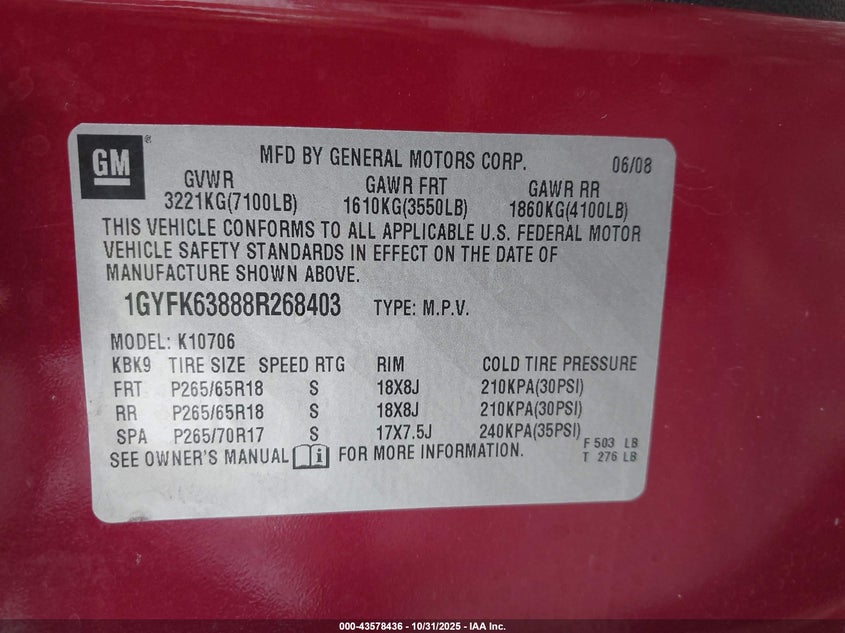 GM ®
MFD BY GENERAL MOTORS CORP. 06/08
GVWR GAWR FRT GAWR RR
3221KG(7100LB) 1610KG(3550LB) 1860KG(4100LB)
THIS VEHICLE CONFORMS TO ALL APPLICABLE U.S. FEDERAL MOTOR
VEHICLE SAFETY STANDARDS IN EFFECT ON THE DATE OF
MANUFACTURE SHOWN ABOVE.
1GYFK63888R268403 TYPE: M.P.V.
MODEL: K10706
KBK9 TIRE SIZE SPEED RTG RIM COLD TIRE PRESSURE
FRT P265/65R18 S 18X8J 210KPA(30PSI)
RR P265/65R18 S 18X8J 210KPA(30PSI)
SPA P265/70R17 S 17X7.5J 240KPA(35PSI)
F 503 LB
SEE OWNER'S MANUAL i FOR MORE INFORMATION. T 276 LB
000-43578436 - 10/31/2025 - IAA Inc.